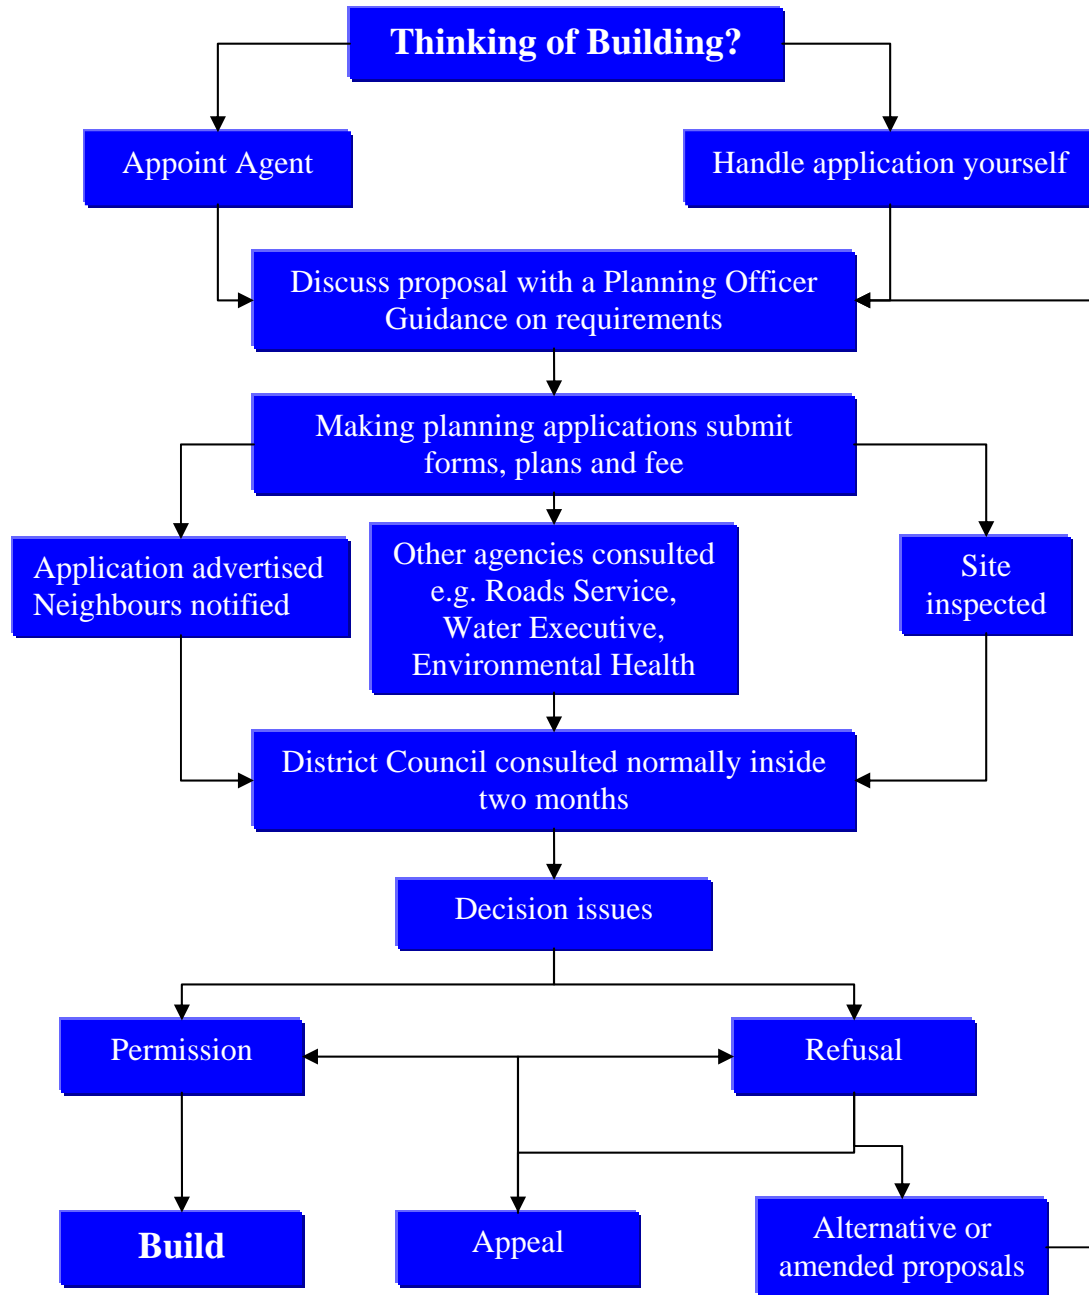 Thinking of Building?
Appoint Agent
Handle application yourself
Discuss proposal with a Planning Officer
Guidance on requirements
Making planning applications submit
forms, plans and fee
Application advertised
Neighbours notified
Other agencies consulted
e.g. Roads Service,
Water Executive,
Environmental Health
Site
inspected
District Council consulted normally inside
two months
Decision issues
Permission
Refusal
Build
Appeal
Alternative or
amended proposals